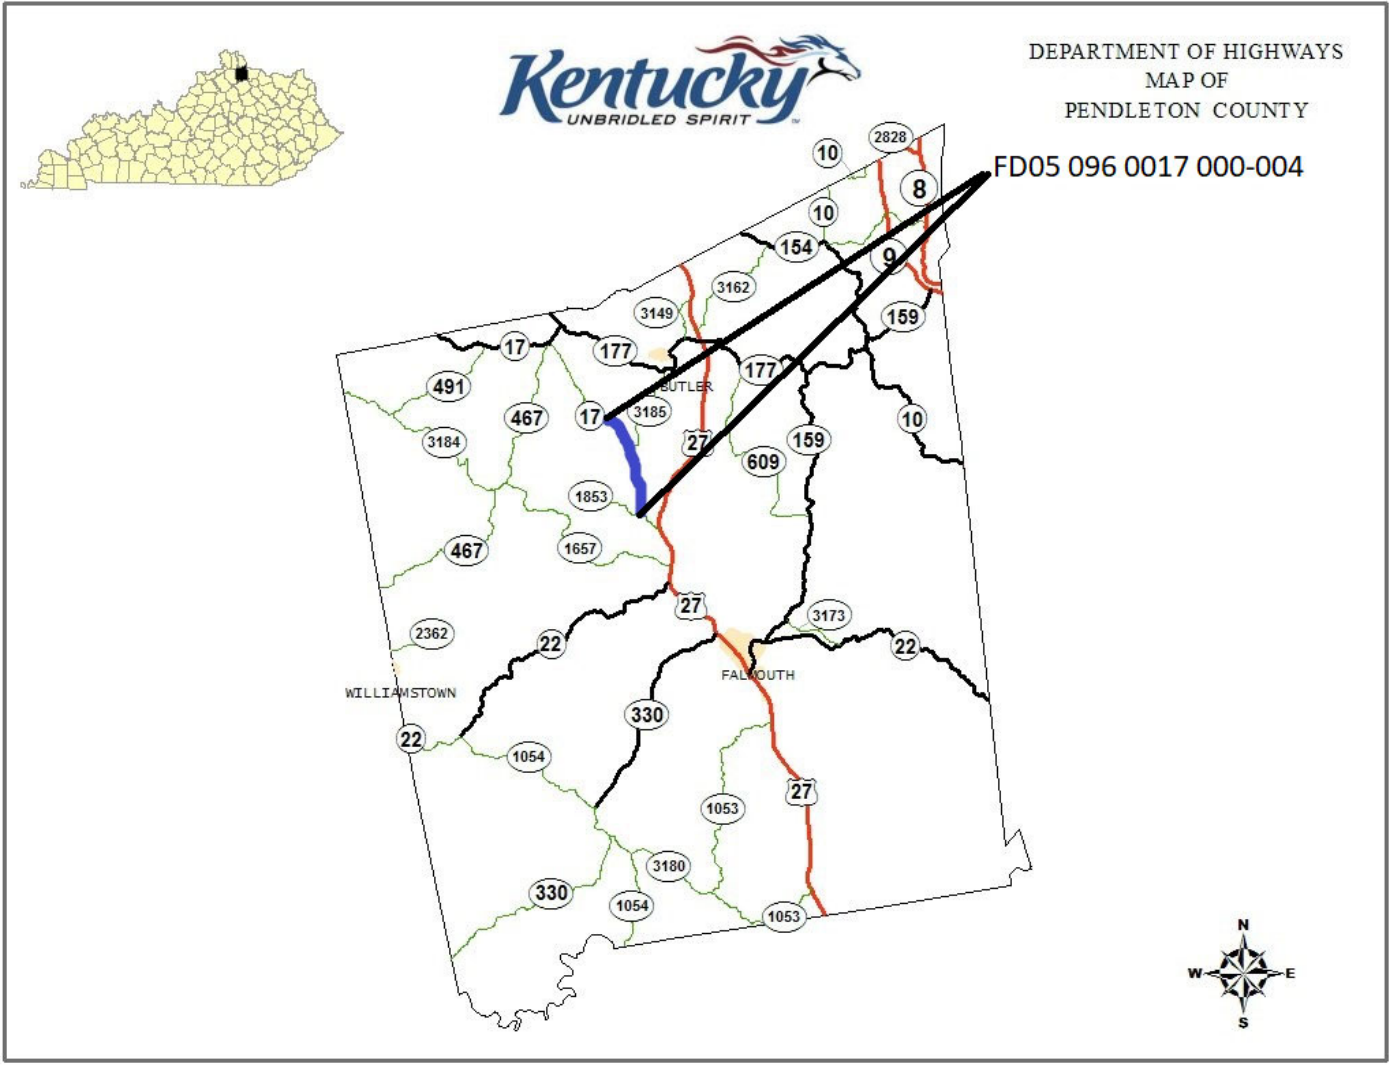 Kentucky
UNBRIDLED SPIRIT
DEPARTMENT OF HIGHWAYS
MAP OF
PENDLETON COUNTY
FD05 096 0017 000-004
2828
10
8
10
154
9
3162
3149
159
17
177
177
BUTLER
491
467
17
3185
10
3184
27
159
609
1853
467
1657
27
3173
2362
22
22
FALMOUTH
WILLIAMSTOWN
330
22
1054
27
1053
3180
330
1054
1053
N
W
E
S